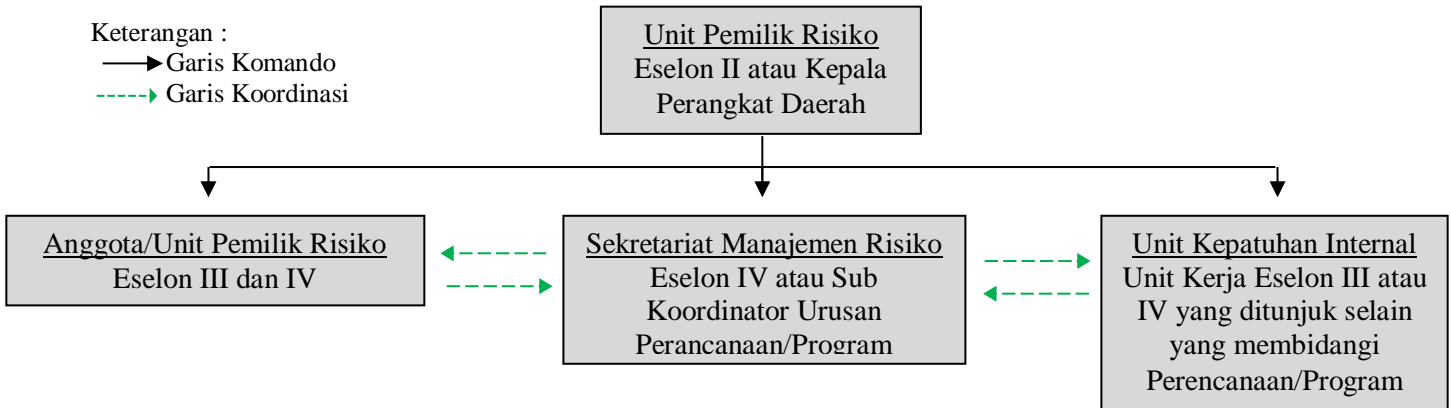 Keterangan :
Garis Komando
Garis Koordinasi
Unit Pemilik Risiko
Eselon II atau Kepala
Perangkat Daerah
Anggota/Unit Pemilik Risiko
Eselon III dan IV
Sekretariat Manajemen Risiko
Eselon IV atau Sub
Koordinator Urusan
Perancanaan/Program
Unit Kepatuhan Internal
Unit Kerja Eselon III atau
IV yang ditunjuk selain
yang membidangi
Perencanaan/Program